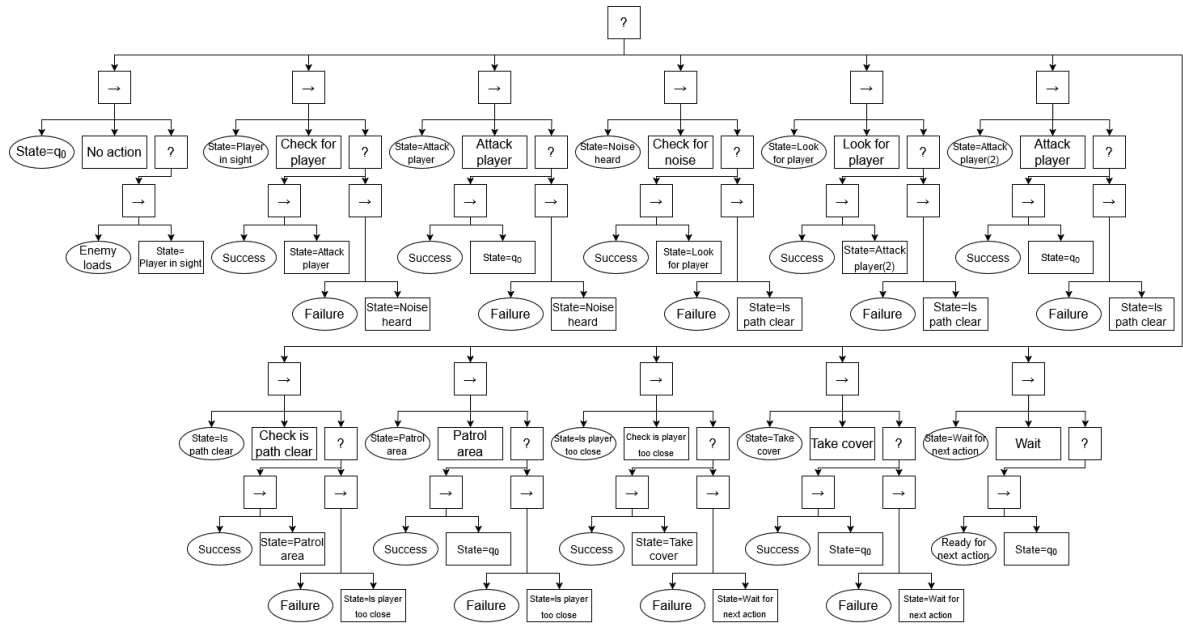 ?
→ → → → → →
State=q₀ No action ?
State=Player
in sight
Check for
player
?
State=Attack
player
Attack
player
?
State=Noise
heard
Check for
noise
?
State=Look
for player
Look for
player
?
State=Attack
player(2)
Attack
player
?
→ → → → → → → → → → →
Enemy
loads
State=
Player in sight
Success
State=Attack
player
Success
State=q₀
Success
State=Look
for player
Success
State=Attack
player(2)
Success
State=q₀
Failure
State=Noise
heard
Failure
State=Noise
heard
Failure
State=Is
path clear
Failure
State=Is
path clear
Failure
State=Is
path clear
→ → → → →
State=Is
path clear
Check is
path clear
?
State=Patrol
area
Patrol
area
?
State=Is player
too close
Check is player
too close
?
State=Take
cover
Take cover
?
State=Wait for
next action
Wait
?
→ → → → → → → → →
Success
State=Patrol
area
Success
State=q₀
Success
State=Take
cover
Success
State=q₀
Ready for
next action
State=q₀
Failure
State=Is player
too close
Failure
State=Is player
too close
Failure
State=Wait for
next action
Failure
State=Wait for
next action